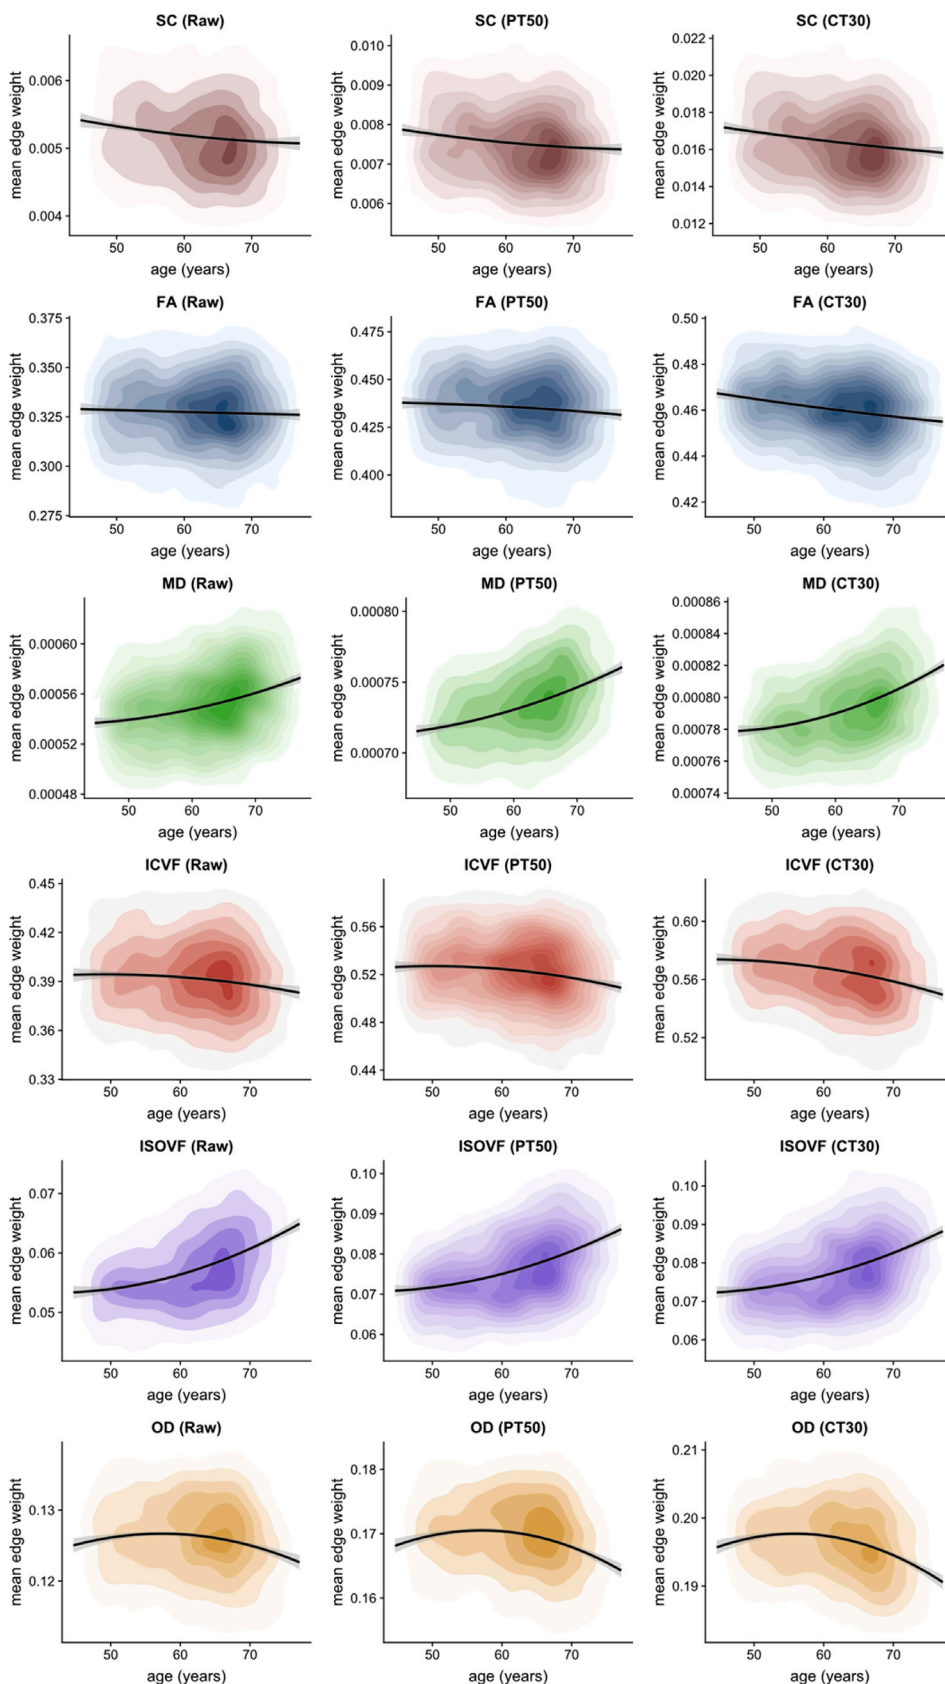 SC (Raw)
SC (PT50)
SC (CT30)
mean edge weight
0.006
0.005
0.004
50
60
70
age (years)
mean edge weight
0.010
0.009
0.008
0.007
0.006
50
60
70
age (years)
mean edge weight
0.022
0.020
0.018
0.016
0.014
0.012
50
60
70
age (years)
FA (Raw)
FA (PT50)
FA (CT30)
mean edge weight
0.375
0.350
0.325
0.300
0.275
50
60
70
age (years)
mean edge weight
0.475
0.450
0.425
0.400
50
60
70
age (years)
mean edge weight
0.50
0.48
0.46
0.44
0.42
50
60
70
age (years)
MD (Raw)
MD (PT50)
MD (CT30)
mean edge weight
0.00060
0.00056
0.00052
0.00048
50
60
70
age (years)
mean edge weight
0.00080
0.00075
0.00070
50
60
70
age (years)
mean edge weight
0.00086
0.00084
0.00082
0.00080
0.00078
0.00076
0.00074
50
60
70
age (years)
ICVF (Raw)
ICVF (PT50)
ICVF (CT30)
mean edge weight
0.45
0.42
0.39
0.36
0.33
50
60
70
age (years)
mean edge weight
0.56
0.52
0.48
0.44
50
60
70
age (years)
mean edge weight
0.60
0.56
0.52
50
60
70
age (years)
ISOVF (Raw)
ISOVF (PT50)
ISOVF (CT30)
mean edge weight
0.07
0.06
0.05
50
60
70
age (years)
mean edge weight
0.10
0.09
0.08
0.07
0.06
50
60
70
age (years)
mean edge weight
0.10
0.09
0.08
0.07
0.06
50
60
70
age (years)
OD (Raw)
OD (PT50)
OD (CT30)
mean edge weight
0.13
0.12
50
60
70
age (years)
mean edge weight
0.18
0.17
0.16
50
60
70
age (years)
mean edge weight
0.21
0.20
0.19
50
60
70
age (years)